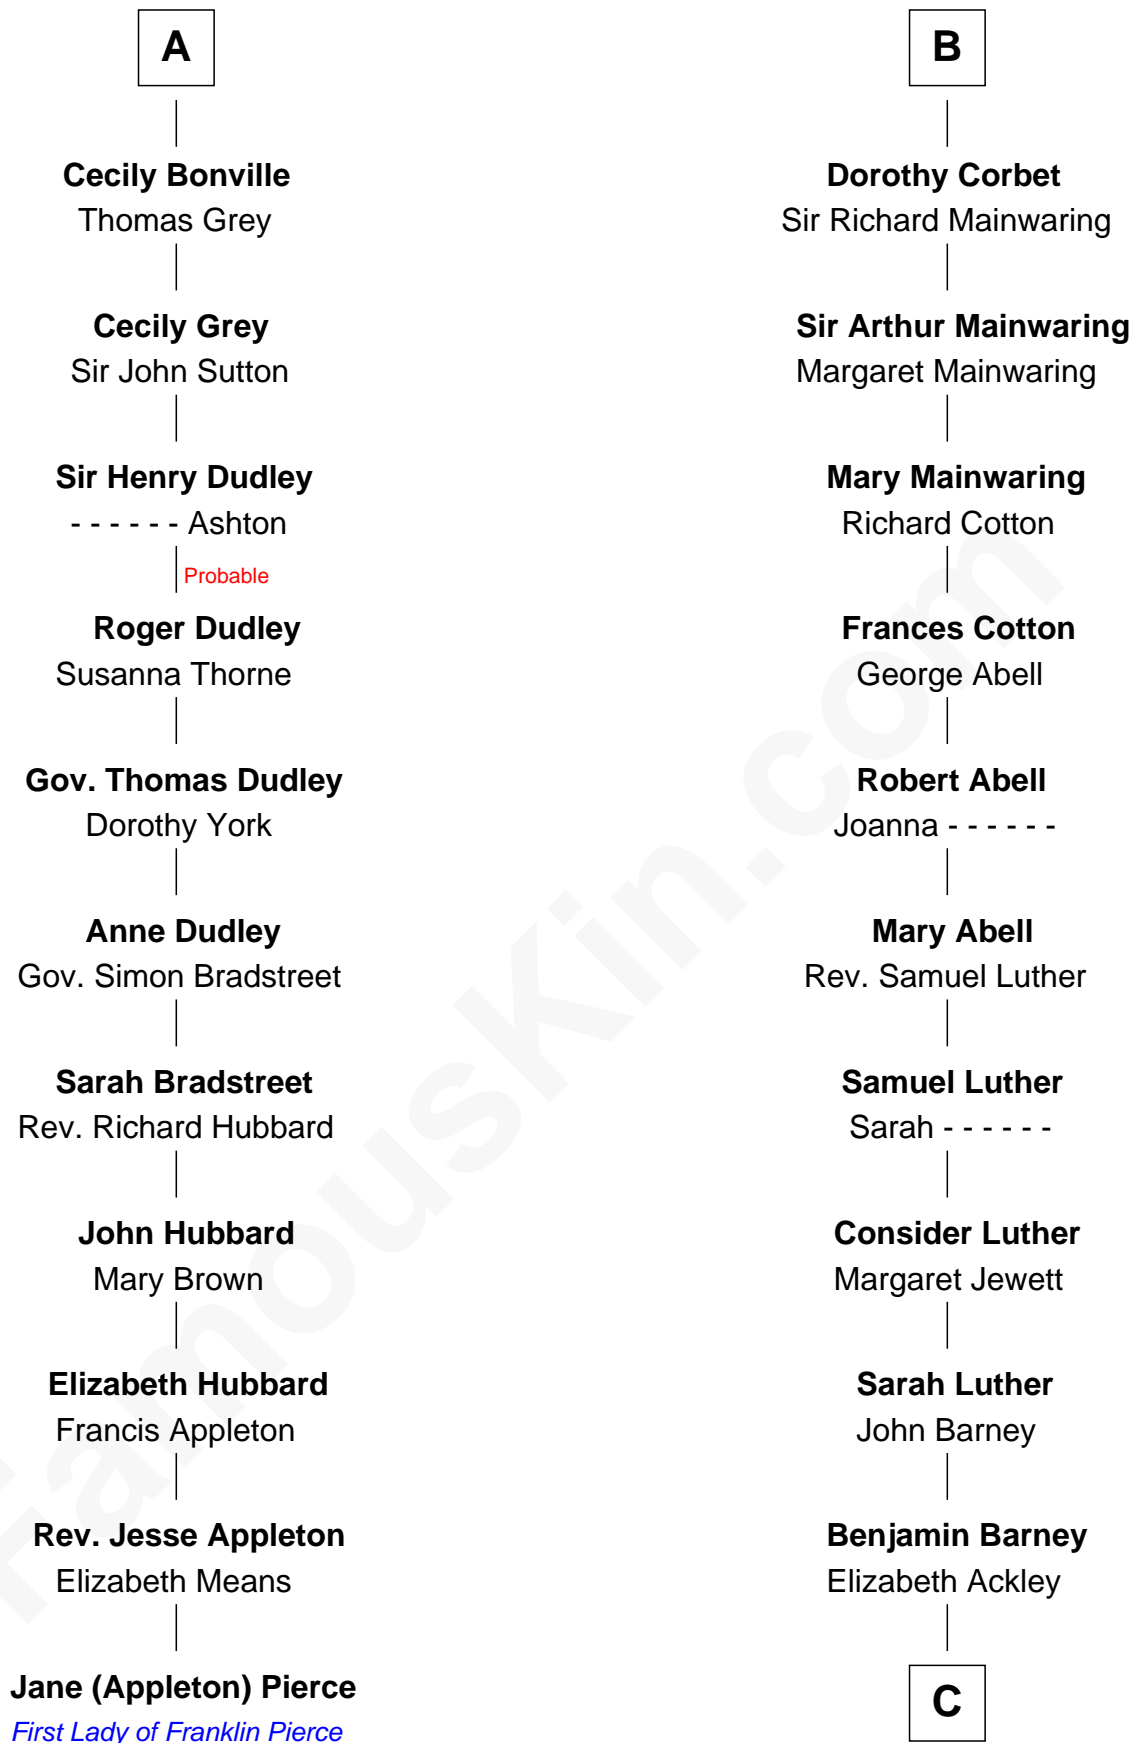 A
Cecily Bonville
Thomas Grey
Cecily Grey
Sir John Sutton
Sir Henry Dudley
- - - - - - Ashton
Probable
Roger Dudley
Susanna Thorne
Gov. Thomas Dudley
Dorothy York
Anne Dudley
Gov. Simon Bradstreet
Sarah Bradstreet
Rev. Richard Hubbard
John Hubbard
Mary Brown
Elizabeth Hubbard
Francis Appleton
Rev. Jesse Appleton
Elizabeth Means
Jane (Appleton) Pierce
First Lady of Franklin Pierce
B
Dorothy Corbet
Sir Richard Mainwaring
Sir Arthur Mainwaring
Margaret Mainwaring
Mary Mainwaring
Richard Cotton
Frances Cotton
George Abell
Robert Abell
Joanna - - - - - -
Mary Abell
Rev. Samuel Luther
Samuel Luther
Sarah - - - - - -
Consider Luther
Margaret Jewett
Sarah Luther
John Barney
Benjamin Barney
Elizabeth Ackley
C
FamousKin.com